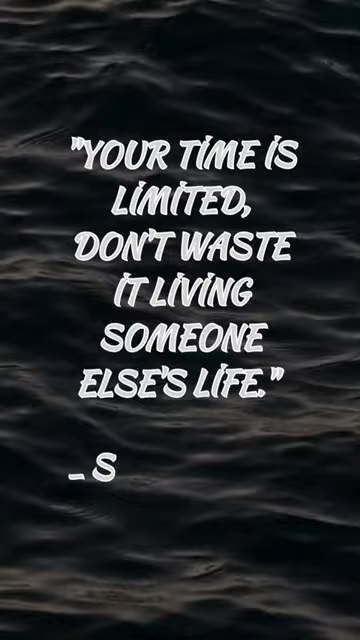 "YOUR TIME IS
LIMITED,
DON'T WASTE
IT LIVING
SOMEONE
ELSE'S LIFE."
_ S